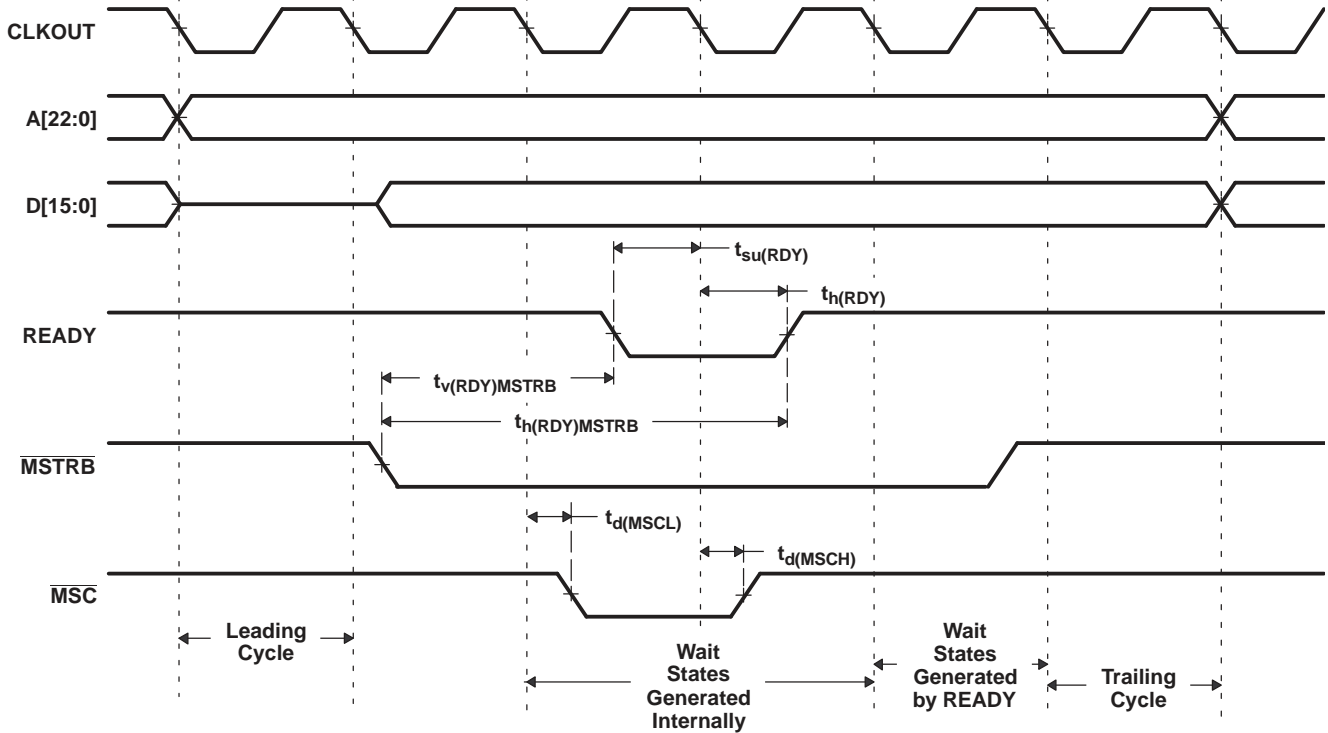 CLKOUT
A[22:0]
D[15:0]
tsu(RDY)
th(RDY)
READY
tv(RDY)MSTRB
th(RDY)MSTRB
MSTRB
td(MSCL)
td(MSCH)
MSC
Leading
Cycle
Wait
States
Generated
Internally
Wait
States
Generated
by READY
Trailing
Cycle